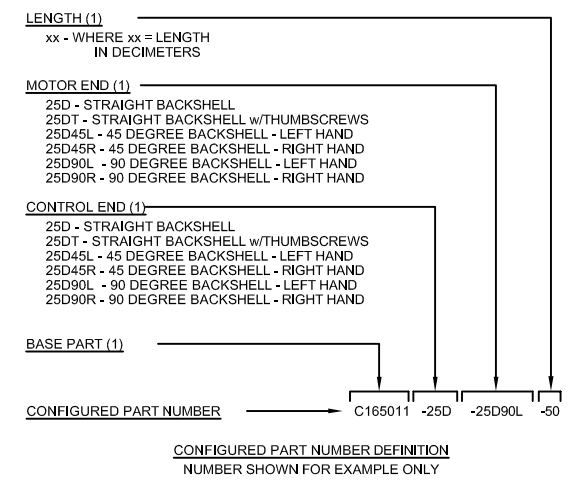 LENGTH (1)
xx - WHERE xx = LENGTH
IN DECIMETERS
MOTOR END (1)
25D - STRAIGHT BACKSHELL
25DT - STRAIGHT BACKSHELL w/THUMBSCREWS
25D45L - 45 DEGREE BACKSHELL - LEFT HAND
25D45R - 45 DEGREE BACKSHELL - RIGHT HAND
25D90L - 90 DEGREE BACKSHELL - LEFT HAND
25D90R - 90 DEGREE BACKSHELL - RIGHT HAND
CONTROL END (1)
25D - STRAIGHT BACKSHELL
25DT - STRAIGHT BACKSHELL w/THUMBSCREWS
25D45L - 45 DEGREE BACKSHELL - LEFT HAND
25D45R - 45 DEGREE BACKSHELL - RIGHT HAND
25D90L - 90 DEGREE BACKSHELL - LEFT HAND
25D90R - 90 DEGREE BACKSHELL - RIGHT HAND
BASE PART (1)
CONFIGURED PART NUMBER C165011 -25D -25D90L -50
CONFIGURED PART NUMBER DEFINITION
NUMBER SHOWN FOR EXAMPLE ONLY